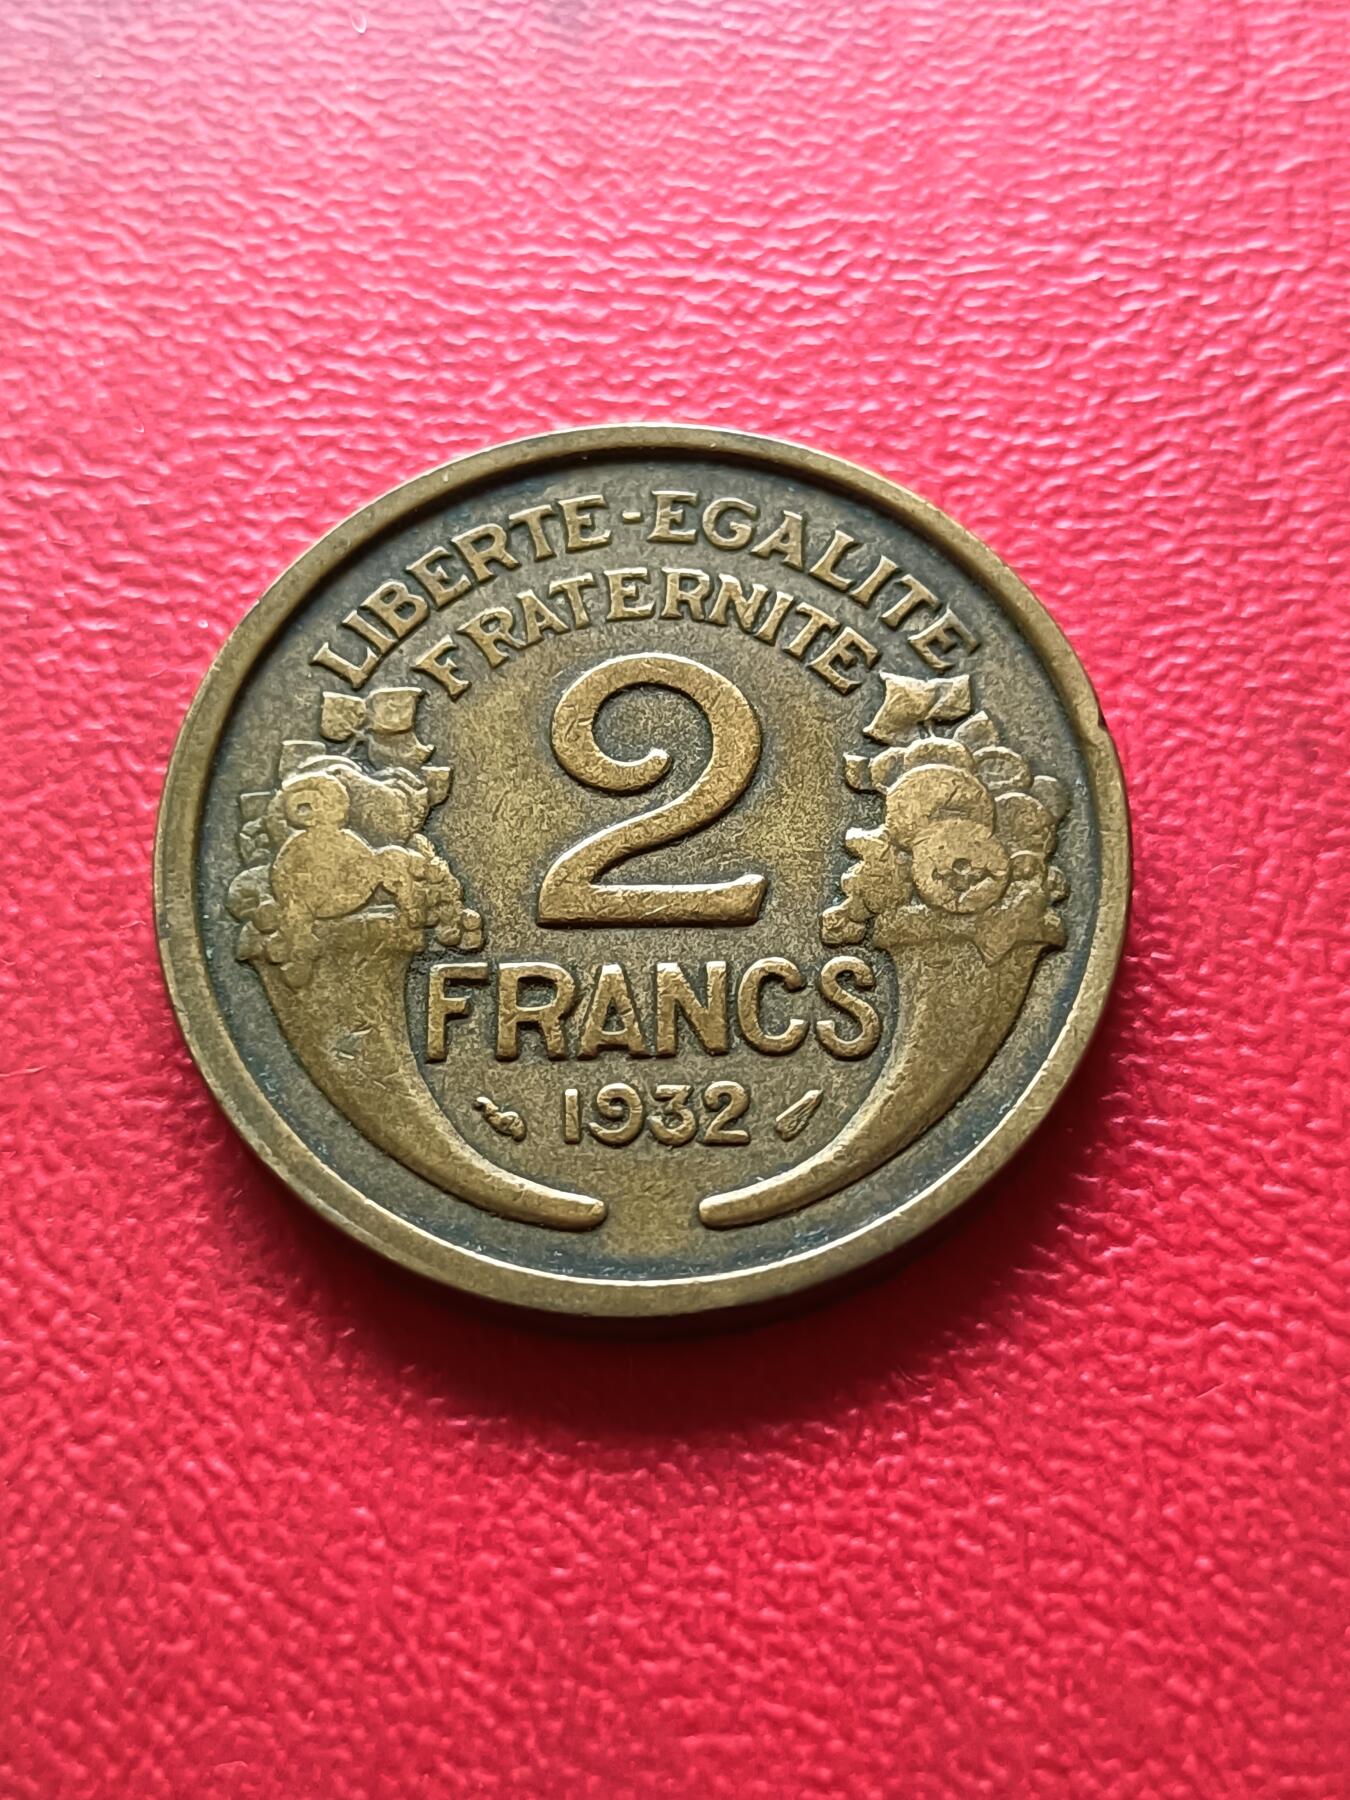 LIBERTE-EGALITE
FRATERNITE
2
FRANCS
1932